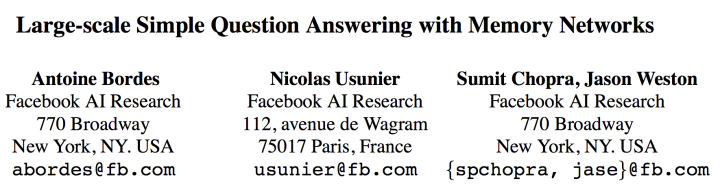 Large-scale Simple Question Answering with Memory Networks
Antoine Bordes
Facebook AI Research
770 Broadway
New York, NY. USA
abordes@fb.com
Nicolas Usunier
Facebook AI Research
112, avenue de Wagram
75017 Paris, France
usunier@fb.com
Sumit Chopra, Jason Weston
Facebook AI Research
770 Broadway
New York, NY. USA
{spchopra, jase}@fb.com